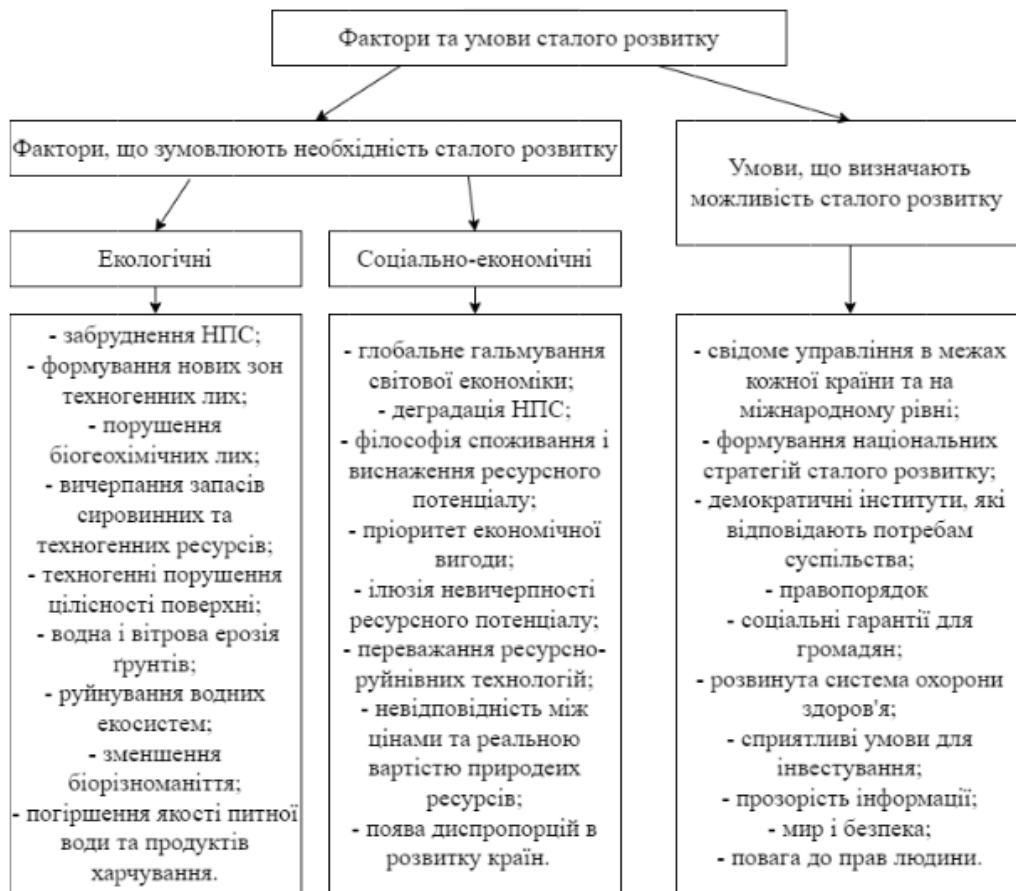 Фактори та умови сталого розвитку
Фактори, що зумовлюють необхідність сталого розвитку
Умови, що визначають
можливість сталого розвитку
Екологічні
Соціально-економічні
- забруднення НПС;
- формування нових зон
техногенних лих;
- порушення
біогеохімічних лих;
- вичерпання запасів
сировинних та
техногенних ресурсів;
- техногенні порушення
цілісності поверхні;
- водна і вітрова ерозія
ґрунтів;
- руйнування водних
екосистем;
- зменшення
біорізноманіття;
- погіршення якості питної
води та продуктів
харчування.
- глобальне гальмування
світової економіки;
- деградація НПС;
- філософія споживання і
виснаження ресурсного
потенціалу;
- пріоритет економічної
вигоди;
- ілюзія невичерпності
ресурсного потенціалу;
- переважання ресурсно-
руйнівних технологій;
- невідповідність між
цінами та реальною
вартістю природеих
ресурсів;
- поява диспропорцій в
розвитку країн.
- свідоме управління в межах
кожної країни та на
міжнародному рівні;
- формування національних
стратегій сталого розвитку;
- демократичні інститути, які
відповідають потребам
суспільства;
- правопорядок
- соціальні гарантії для
громадян;
- розвинута система охорони
здоров'я;
- сприятливі умови для
інвестування;
- прозорість інформації;
- мир і безпека;
- повага до прав людини.